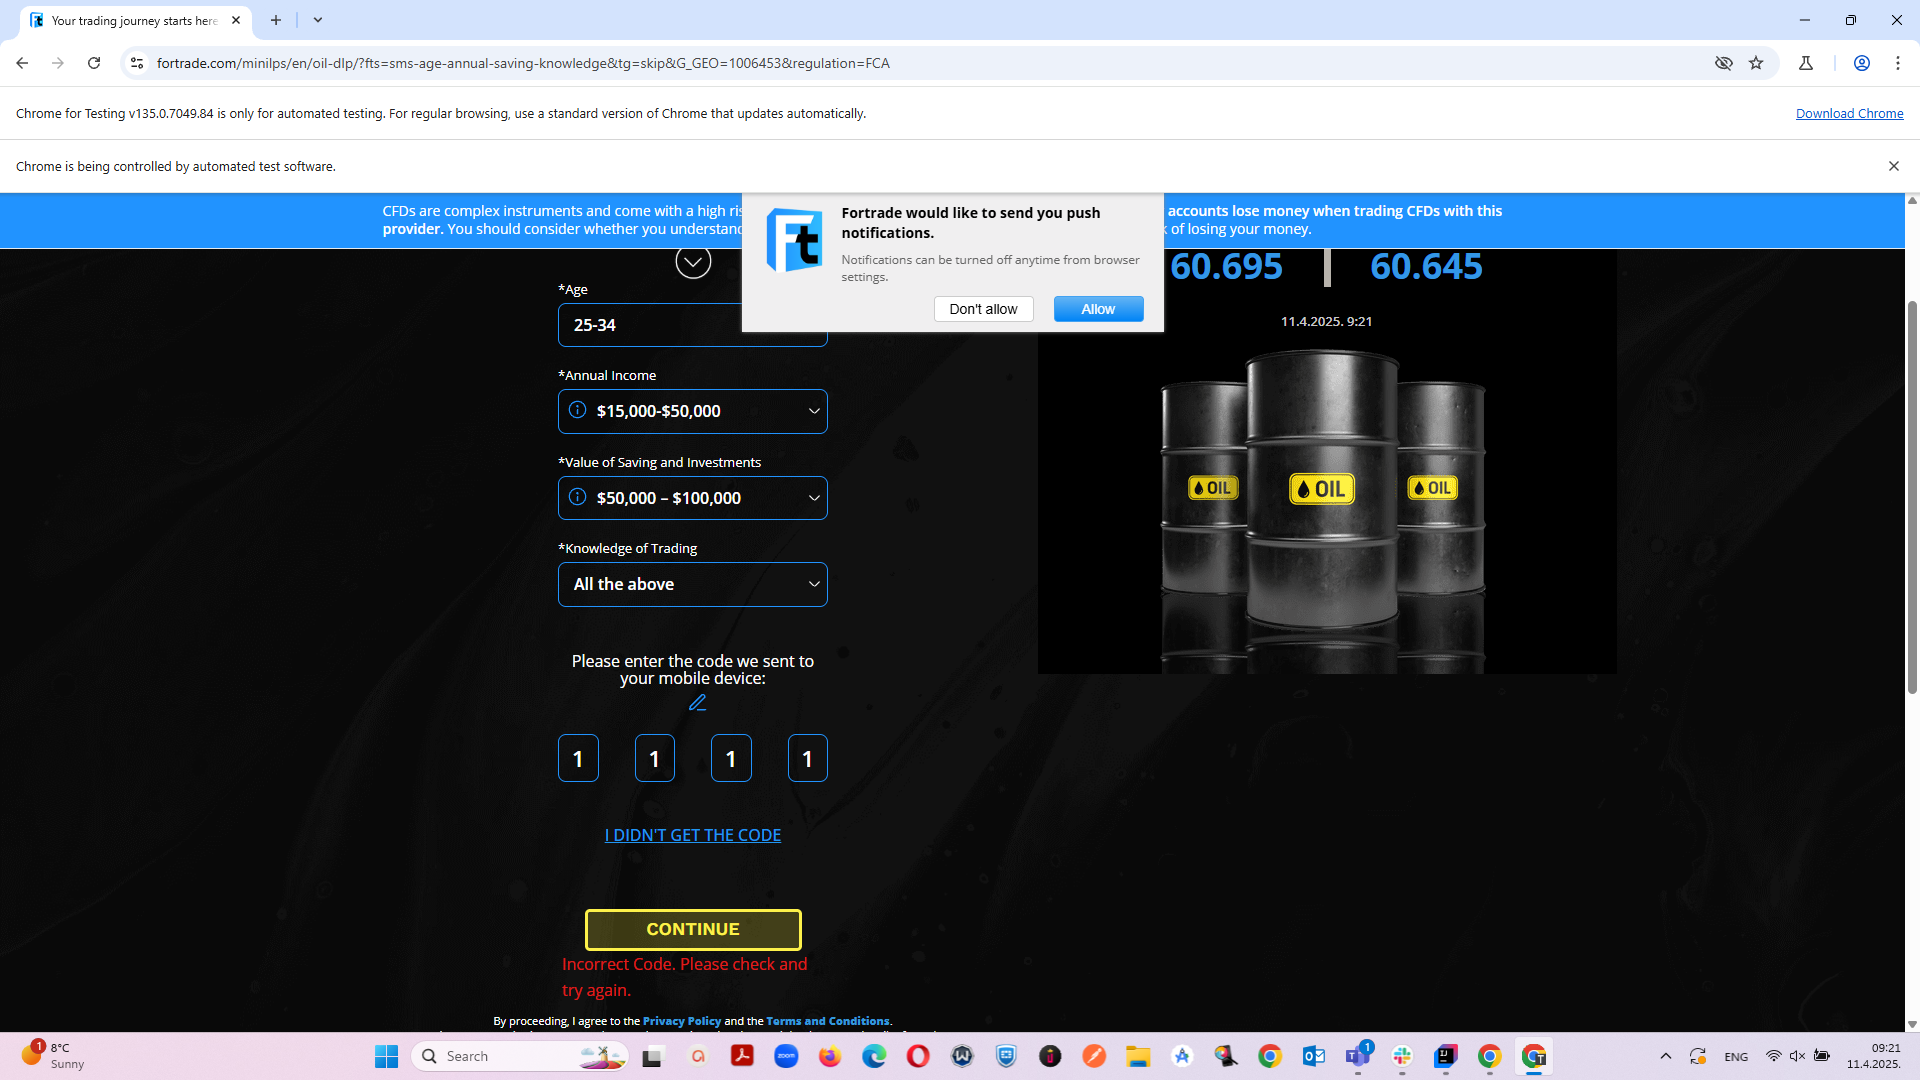 Your trading journey starts here
fortrade.com/minilps/en/oil-dlp/?fts=sms-age-annual-saving-knowledge&tg=skip&G_GEO=1006453&regulation=FCA
Chrome for Testing v135.0.7049.84 is only for automated testing. For regular browsing, use a standard version of Chrome that updates automatically.
Download Chrome
Chrome is being controlled by automated test software.
CFDs are complex instruments and come with a high
accounts lose money when trading CFDs with this
provider. You should consider whether you
of losing your money.
Fortrade would like to send you push
notifications.
Notifications can be turned off anytime from browser
settings.
Don't allow
Allow
60.695
60.645
11.4.2025. 9:21
*Age
25-34
*Annual Income
$15,000-$50,000
*Value of Saving and Investments
$50,000 – $100,000
*Knowledge of Trading
All the above
OIL
OIL
OIL
Please enter the code we sent to
your mobile device:
1 1 1 1
I DIDN'T GET THE CODE
CONTINUE
Incorrect Code. Please check and
try again.
By proceeding, I agree to the Privacy Policy and the Terms and Conditions.
1
8°C
Sunny
Search
zoom
1
ENG
09:21
11.4.2025.